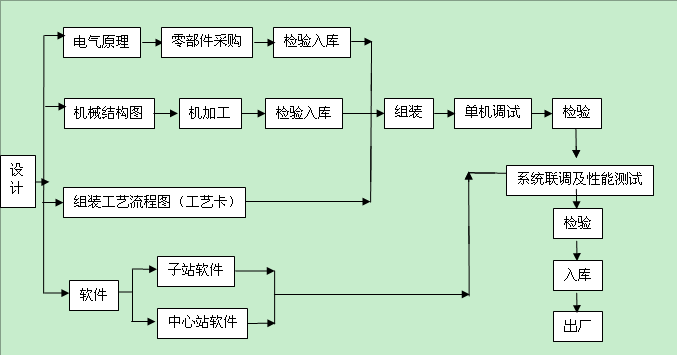 电气原理
零部件采购
检验入库
机械结构图
机加工
检验入库
组装
单机调试
检验
设
计
系统联调及性能测试
组装工艺流程图（工艺卡）
检验
软件
子站软件
入库
中心站软件
出厂